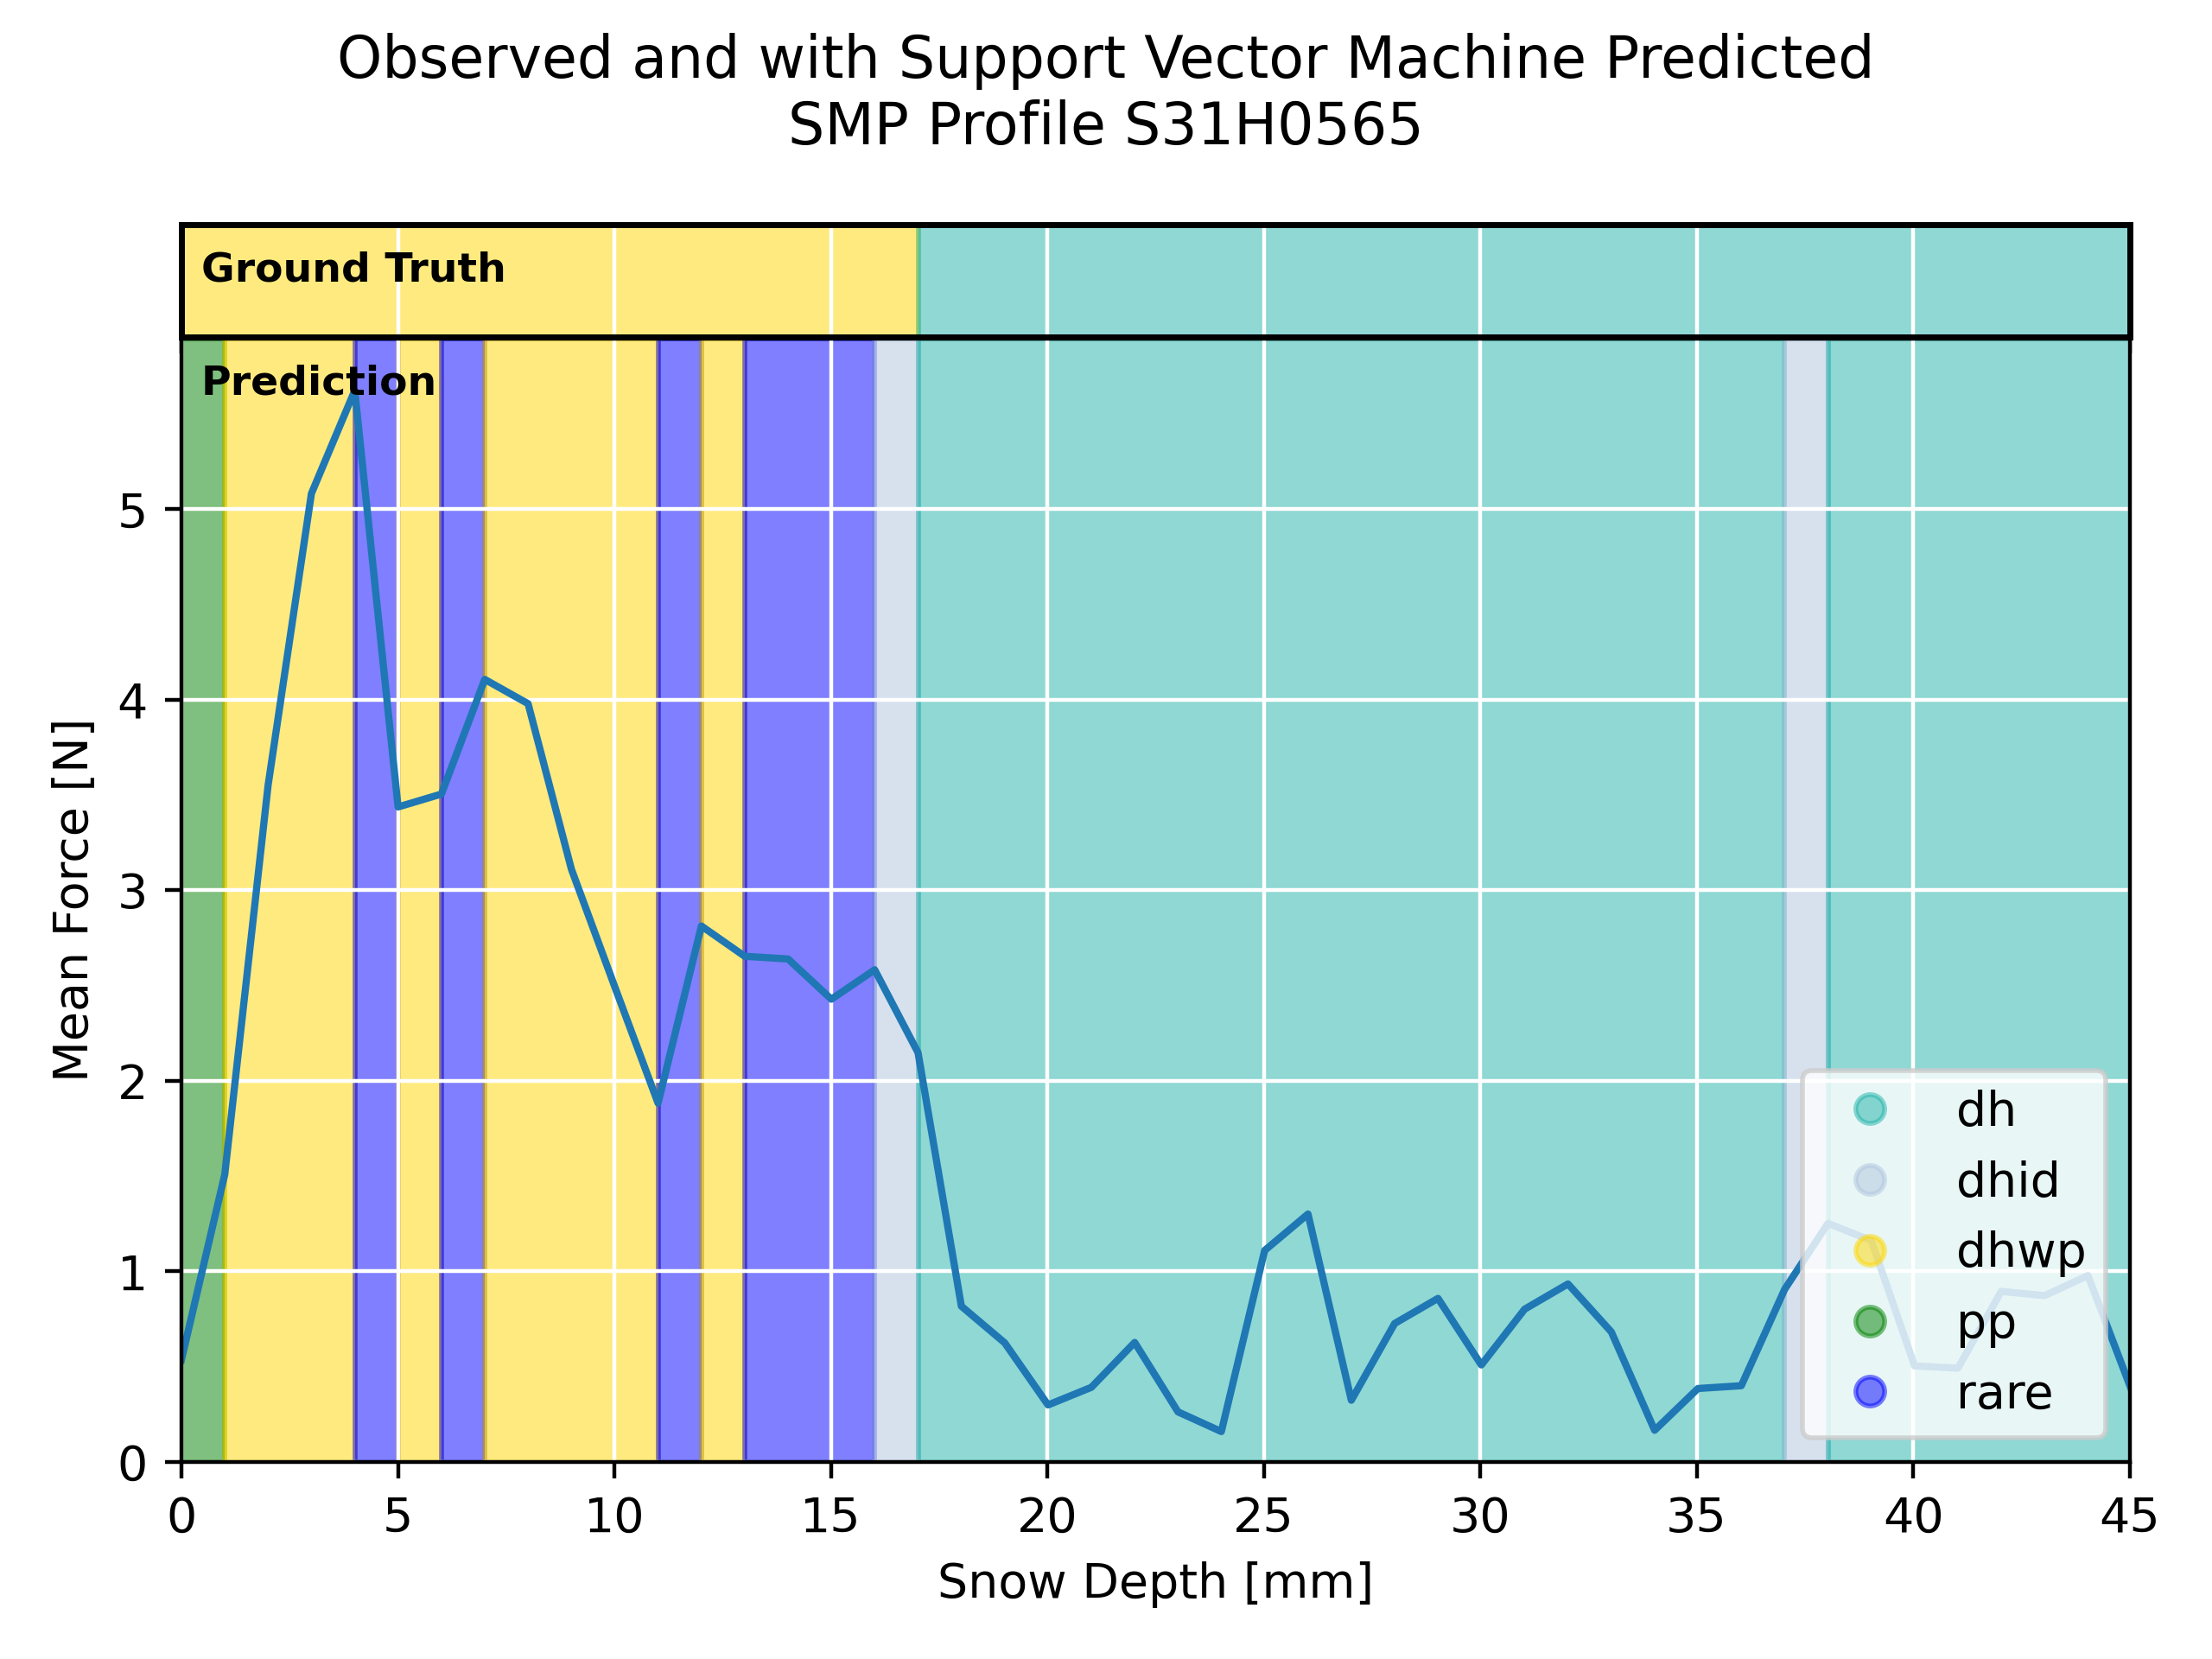 Observed and with Support Vector Machine Predicted
SMP Profile S31H0565
Ground Truth
Prediction
Mean Force [N]
5
4
3
2
1
0
0 5 10 15 20 25 30 35 40 45
Snow Depth [mm]
dh
dhid
dhwp
pp
rare